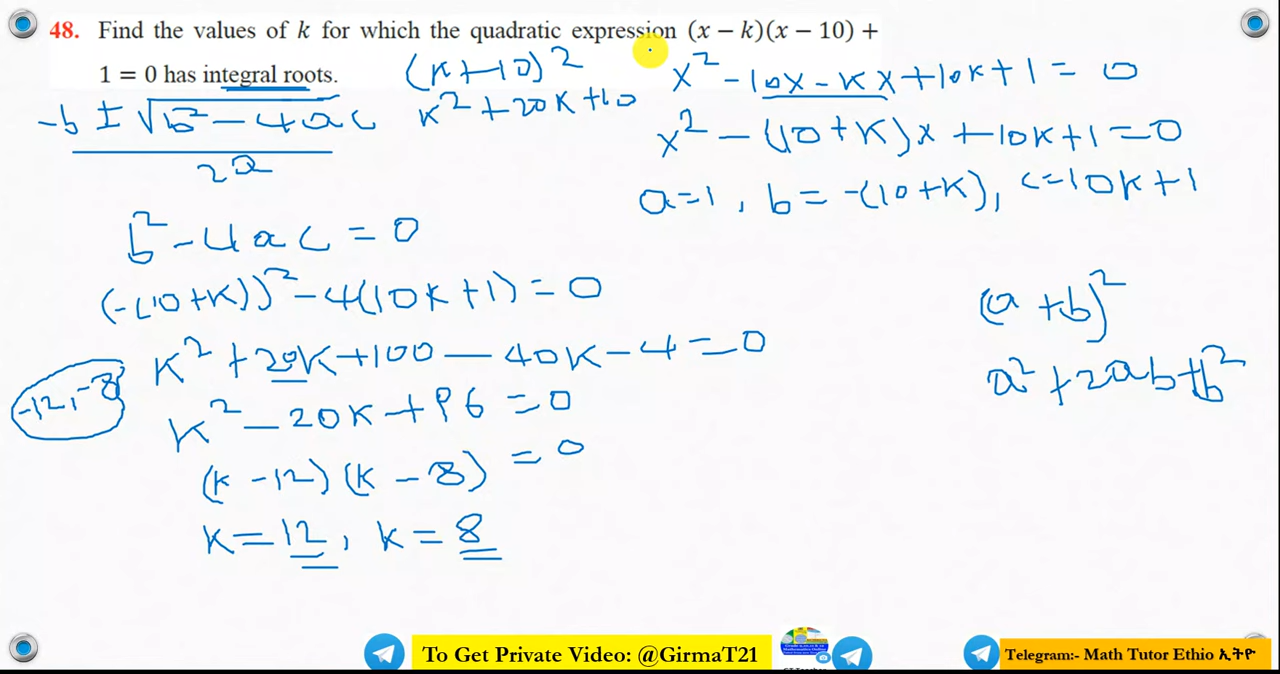 48. Find the values of k for which the quadratic expression (x − k)(x − 10) +
1 = 0 has integral roots.
(k+10)²
k² + 20k + 10
-b ± √b² - 4ac
2a
x² - 10x - kx + 10k + 1 = 0
x² - (10 + k)x + 10k + 1 = 0
a = 1, b = -(10+k), c = 10k + 1
b² - 4ac = 0
(-(10+k))² - 4(10k + 1) = 0
k² + 20k + 100 - 40k - 4 = 0
-12, -8
k² - 20k + 96 = 0
(k - 12)(k - 8) = 0
k = 12, k = 8
(a + b)²
a² + 2ab + b²
To Get Private Video: @GirmaT21
Telegram:- Math Tutor Ethio ኢትዮ